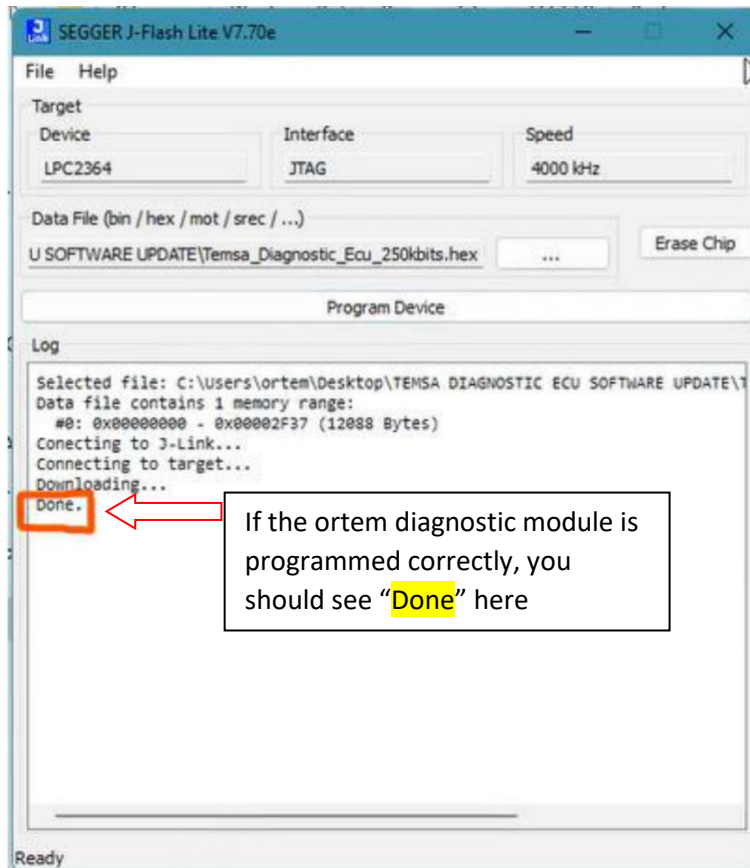 J
Link
SEGGER J-Flash Lite V7.70e
File Help
Target
Device Interface Speed
LPC2364 JTAG 4000 kHz
Data File (bin / hex / mot / srec / ...)
U SOFTWARE UPDATE\Temsa_Diagnostic_Ecu_250kbits.hex ... Erase Chip
Program Device
Log
Selected file: C:\Users\ortem\Desktop\TEMSA DIAGNOSTIC ECU SOFTWARE UPDATE\T
Data file contains 1 memory range:
#0: 0x00000000 - 0x00002F37 (12088 Bytes)
Conecting to J-Link...
Connecting to target...
Downloading...
Done.
If the ortem diagnostic module is
programmed correctly, you
should see “Done” here
Ready